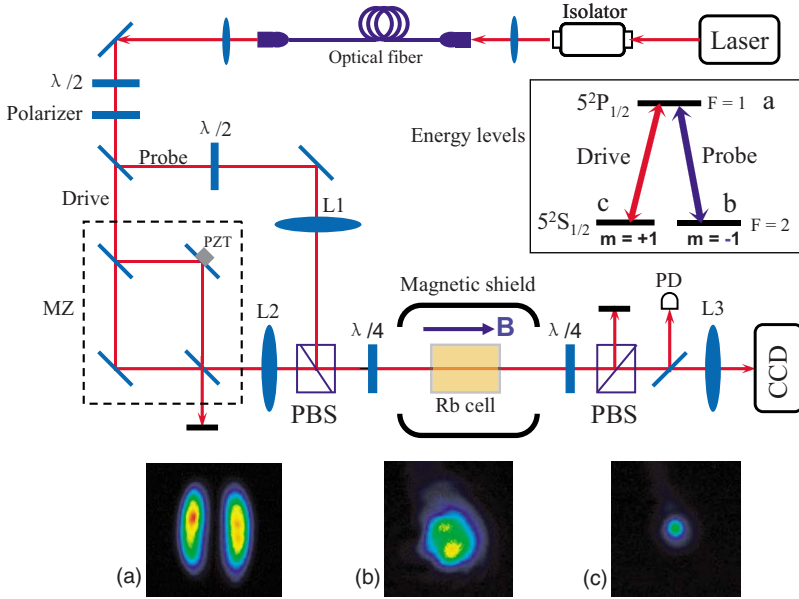 Isolator
Laser
Optical fiber
λ/2
Polarizer
λ/2
Probe
Drive
L1
PZT
MZ
L2
PBS
λ/4
Magnetic shield
B
Rb cell
λ/4
PBS
PD
L3
CCD
Energy levels
5²P₁/₂
F = 1
a
Drive
Probe
c
b
5²S₁/₂
F = 2
m = +1
m = -1
(a)
(b)
(c)